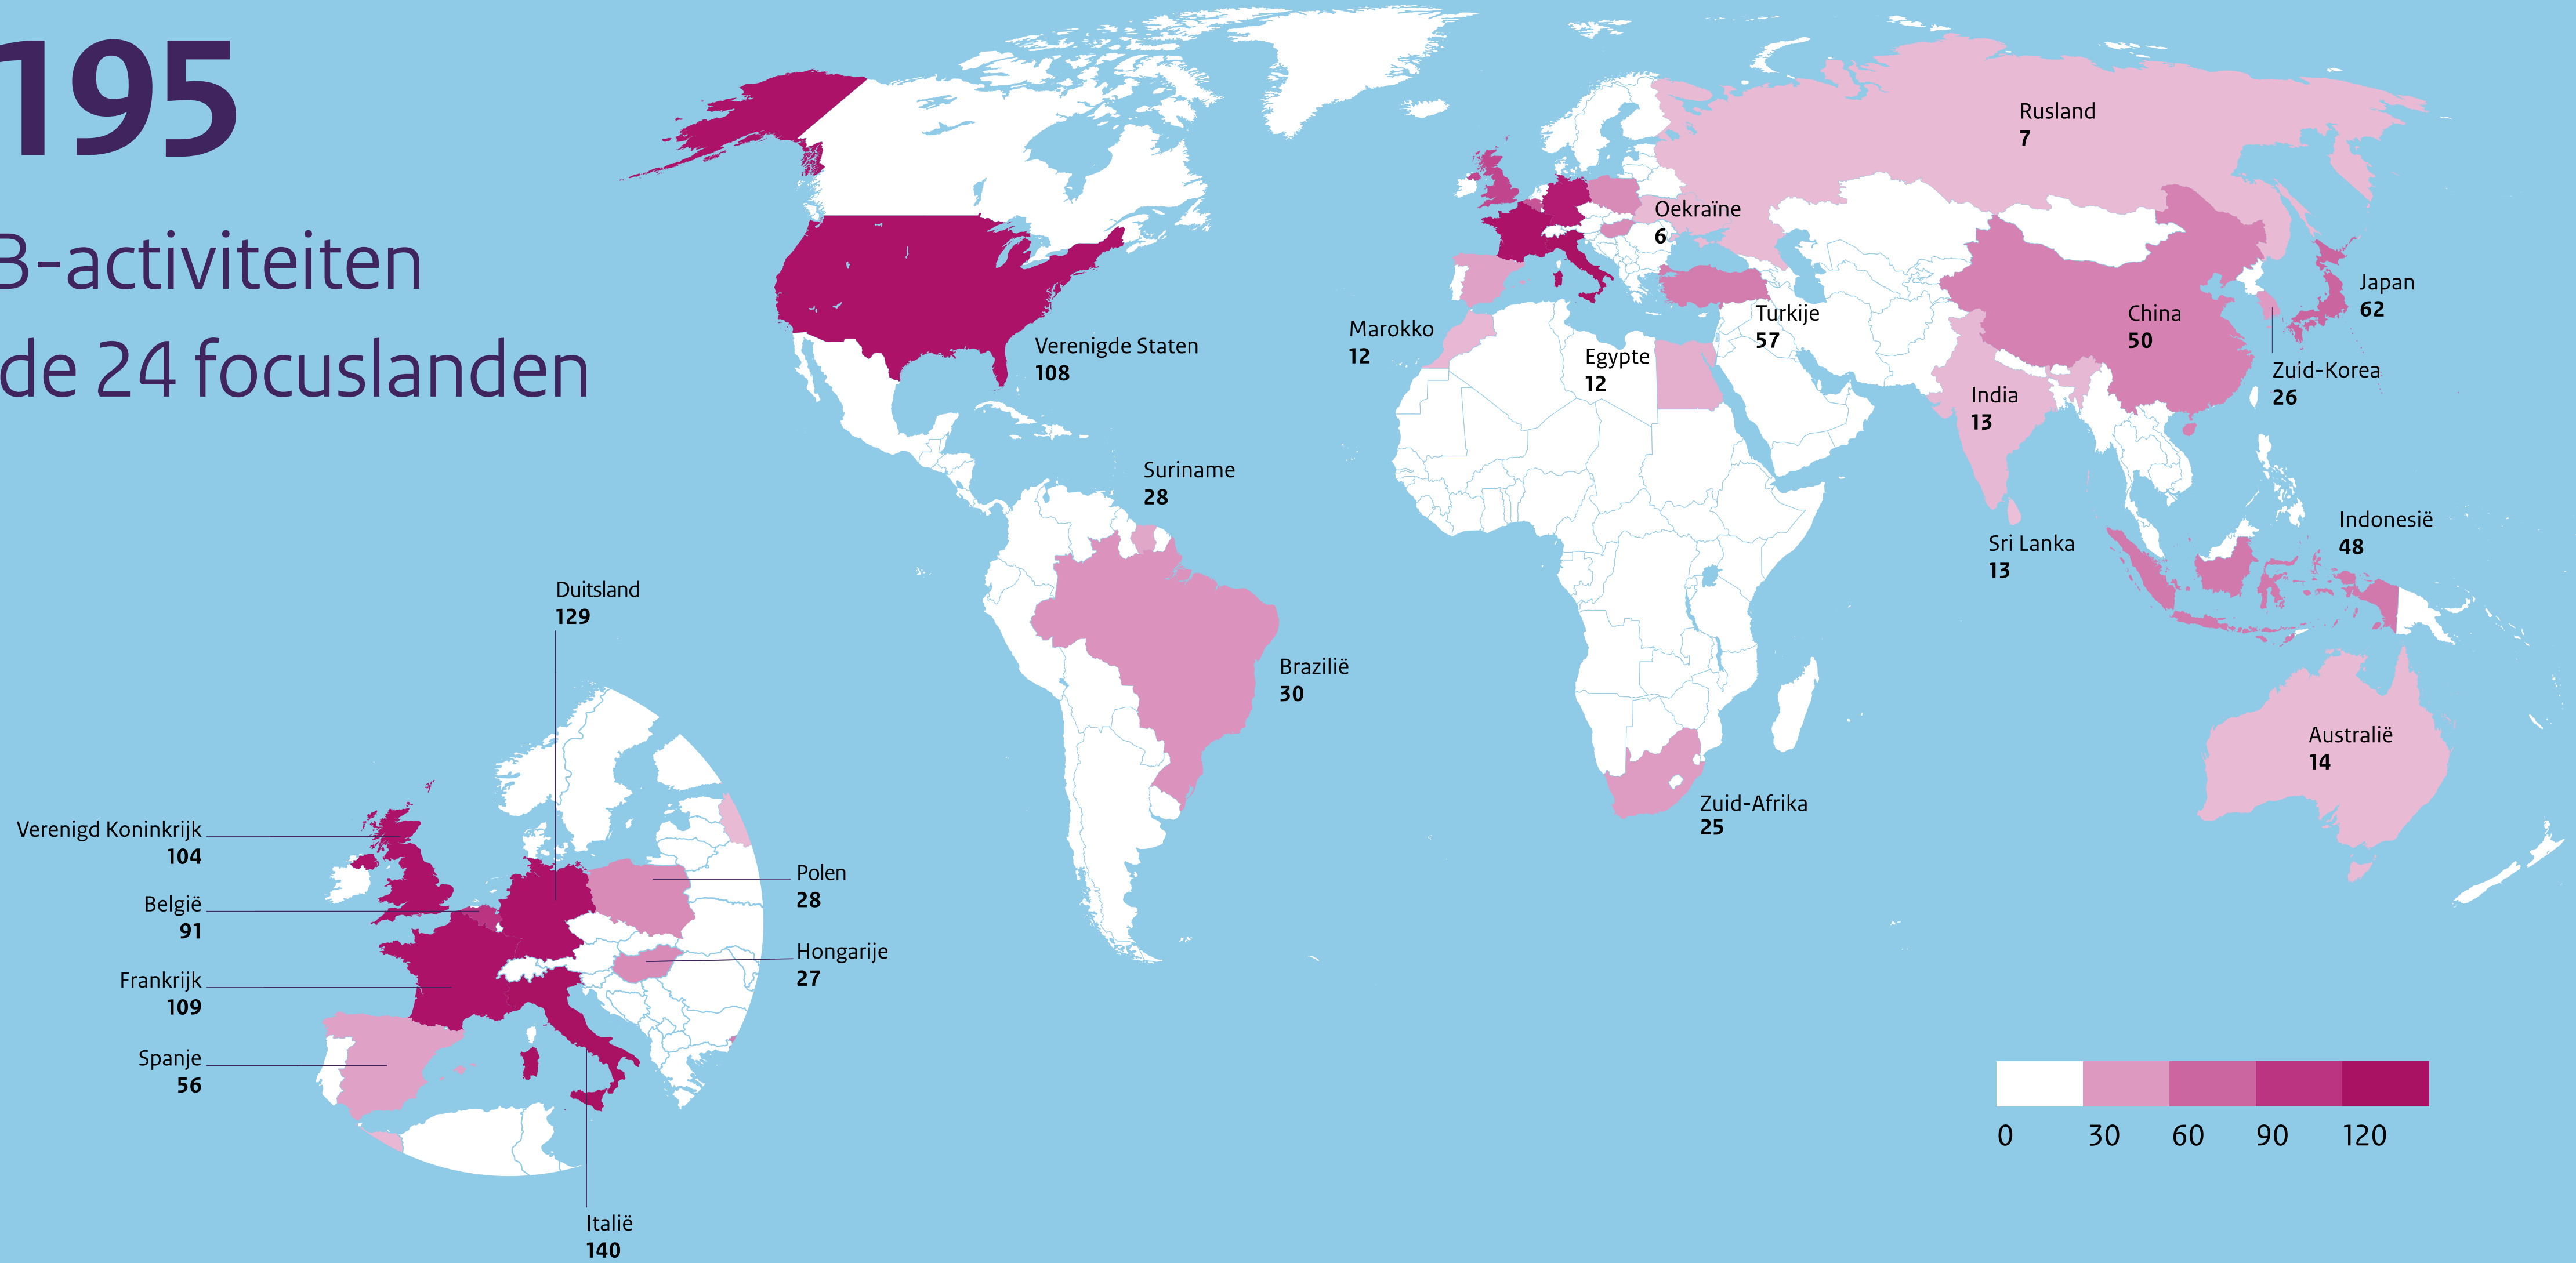 195
B-activiteiten
de 24 focuslanden
Rusland
7
Oekraïne
6
Japan
62
Turkije
57
China
50
Marokko
12
Verenigde Staten
108
Egypte
12
Zuid-Korea
26
India
13
Suriname
28
Indonesië
48
Sri Lanka
13
Duitsland
129
Brazilië
30
Australië
14
Zuid-Afrika
25
Verenigd Koninkrijk
104
Polen
28
België
91
Hongarije
27
Frankrijk
109
Spanje
56
0 30 60 90 120
Italië
140